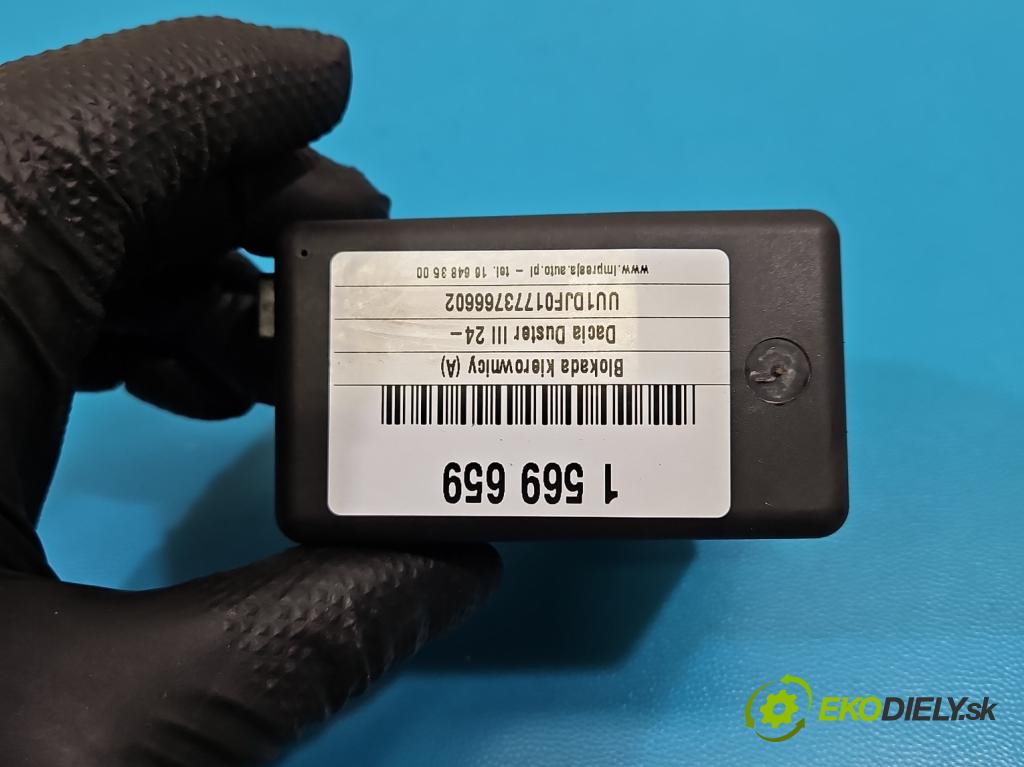 1 569 659
Blokada kierownicy (A)
Dacia Duster III 24–
UU1DJF01773766602
www.impresja.auto.pl – tel. 16 648 35 00
EKODIELY.sk